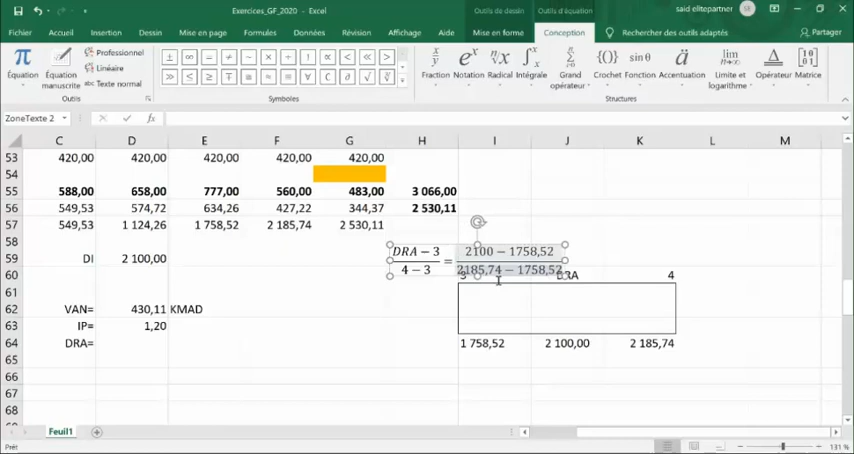 Exercices_GF_2020 - Excel
Outils de dessin
Outils d'équation
said elitepartner
SE
Fichier Accueil Insertion Dessin Mise en page Formules Données Révision Affichage Aide Mise en forme Conception Rechercher des outils adaptés Partager
Équation
Équation manuscrite
Professionnel
Linéaire
abc Texte normal
Outils
± ∞ = ≠ ~ × ÷ ! ∝ <
≫ ≤ ≥ ∓ ≅ ≈ ≡ ∀ ∁ ∂ √
Symboles
Fraction Notation Radical Intégrale Grand opérateur Crochet Fonction Accentuation Limite et logarithme Opérateur Matrice
Structures
ZoneTexte 2
fx
C D E F G H I J K L M
53 420,00 420,00 420,00 420,00 420,00
54
55 588,00 658,00 777,00 560,00 483,00 3 066,00
56 549,53 574,72 634,26 427,22 344,37 2 530,11
57 549,53 1 124,26 1 758,52 2 185,74 2 530,11
58
DRA − 3 / 4 − 3 = 2100 − 1758,52 / 2185,74 − 1758,52
59 DI 2 100,00
60 3 DRA 4
61
62 VAN= 430,11 KMAD
63 IP= 1,20
64 DRA= 1 758,52 2 100,00 2 185,74
65
66
67
68
Feuil1
Prêt
131 %